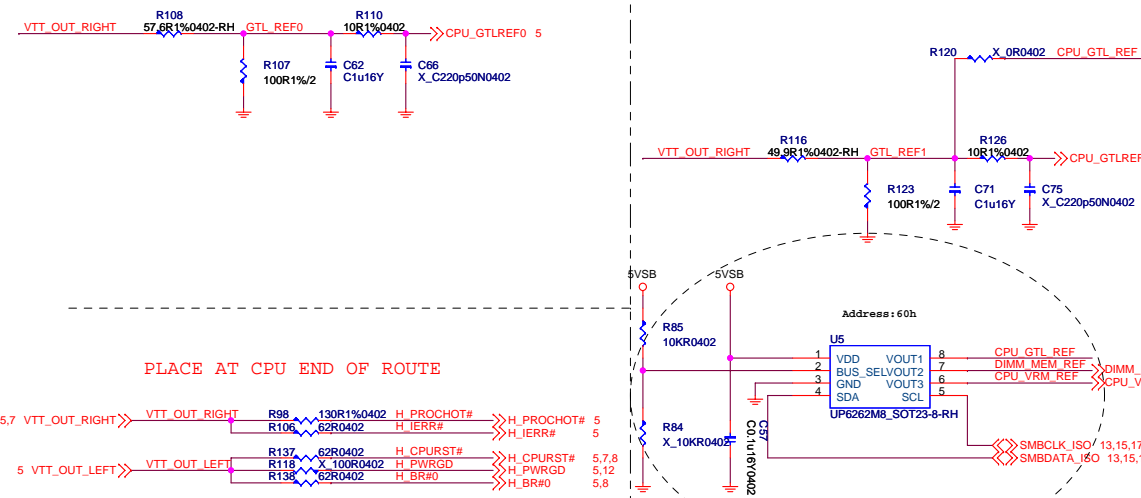 R108
R110
VTT_OUT_RIGHT 57.6R1%0402-RH GTL_REF0 10R1%0402 CPU_GTLREF0 5
R107
100R1%/2
C62
C1u16Y
C66
X_C220p50N0402
R120 X_0R0402 CPU_GTL_REF
R116
R126
VTT_OUT_RIGHT 49.9R1%0402-RH GTL_REF1 10R1%0402 CPU_GTLREF
R123
100R1%/2
C71
C1u16Y
C75
X_C220p50N0402
5VSB
5VSB
Address:60h
R85
10KR0402
U5
1 VDD VOUT1 8 CPU_GTL_REF
2 BUS_SEL VOUT2 7 DIMM_MEM_REF DIMM_
3 GND VOUT3 6 CPU_VRM_REF CPU_V
4 SDA SCL 5
UP6262M8_SOT23-8-RH
R84
X_10KR0402
C57
C0.1u16Y0402
SMBCLK_ISO 13,15,17
SMBDATA_ISO 13,15,1
PLACE AT CPU END OF ROUTE
5,7 VTT_OUT_RIGHT VTT_OUT_RIGHT R98 130R1%0402 H_PROCHOT# H_PROCHOT# 5
R106 62R0402 H_IERR# H_IERR# 5
R137 62R0402 H_CPURST# H_CPURST# 5,7,8
5 VTT_OUT_LEFT VTT_OUT_LEFT R118 X_100R0402 H_PWRGD H_PWRGD 5,12
R138 62R0402 H_BR#0 H_BR#0 5,8